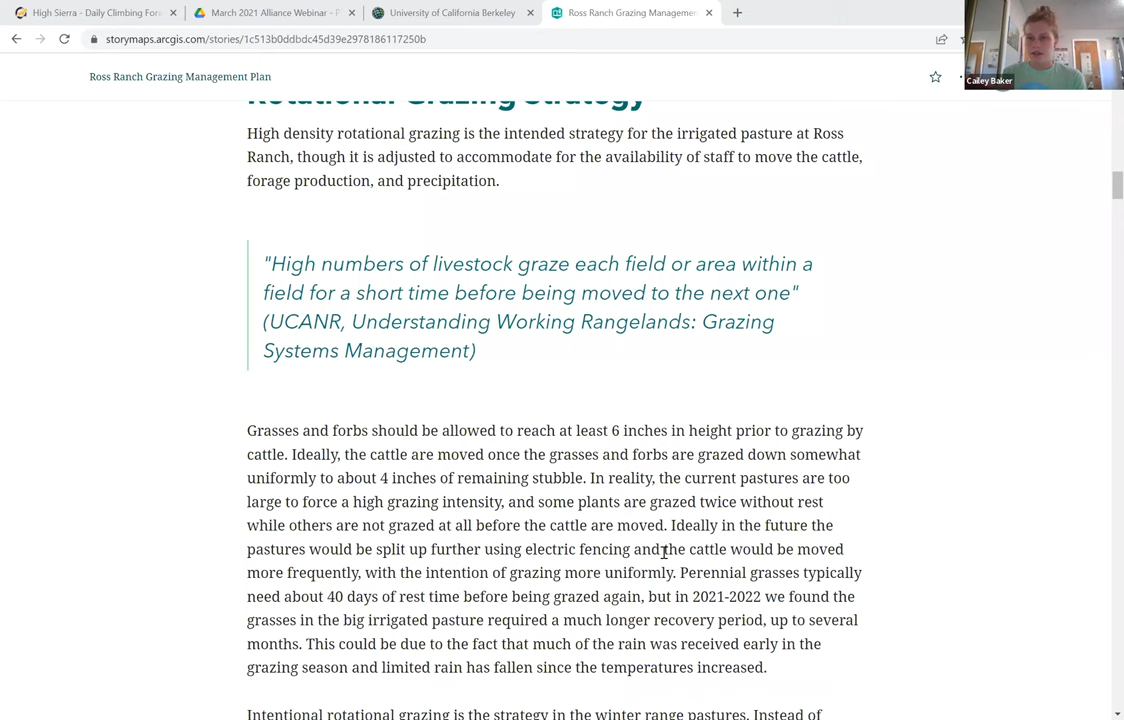 High Sierra - Daily Climbing For
March 2021 Alliance Webinar - P
University of California Berkeley
Ross Ranch Grazing Managemen
storymaps.arcgis.com/stories/1c513b0ddbdc45d39e2978186117250b
Cailey Baker
Ross Ranch Grazing Management Plan
Rotational Grazing Strategy
High density rotational grazing is the intended strategy for the irrigated pasture at Ross
Ranch, though it is adjusted to accommodate for the availability of staff to move the cattle,
forage production, and precipitation.
"High numbers of livestock graze each field or area within a
field for a short time before being moved to the next one"
(UCANR, Understanding Working Rangelands: Grazing
Systems Management)
Grasses and forbs should be allowed to reach at least 6 inches in height prior to grazing by
cattle. Ideally, the cattle are moved once the grasses and forbs are grazed down somewhat
uniformly to about 4 inches of remaining stubble. In reality, the current pastures are too
large to force a high grazing intensity, and some plants are grazed twice without rest
while others are not grazed at all before the cattle are moved. Ideally in the future the
pastures would be split up further using electric fencing and the cattle would be moved
more frequently, with the intention of grazing more uniformly. Perennial grasses typically
need about 40 days of rest time before being grazed again, but in 2021-2022 we found the
grasses in the big irrigated pasture required a much longer recovery period, up to several
months. This could be due to the fact that much of the rain was received early in the
grazing season and limited rain has fallen since the temperatures increased.
Intentional rotational grazing is the strategy in the winter range pastures. Instead of